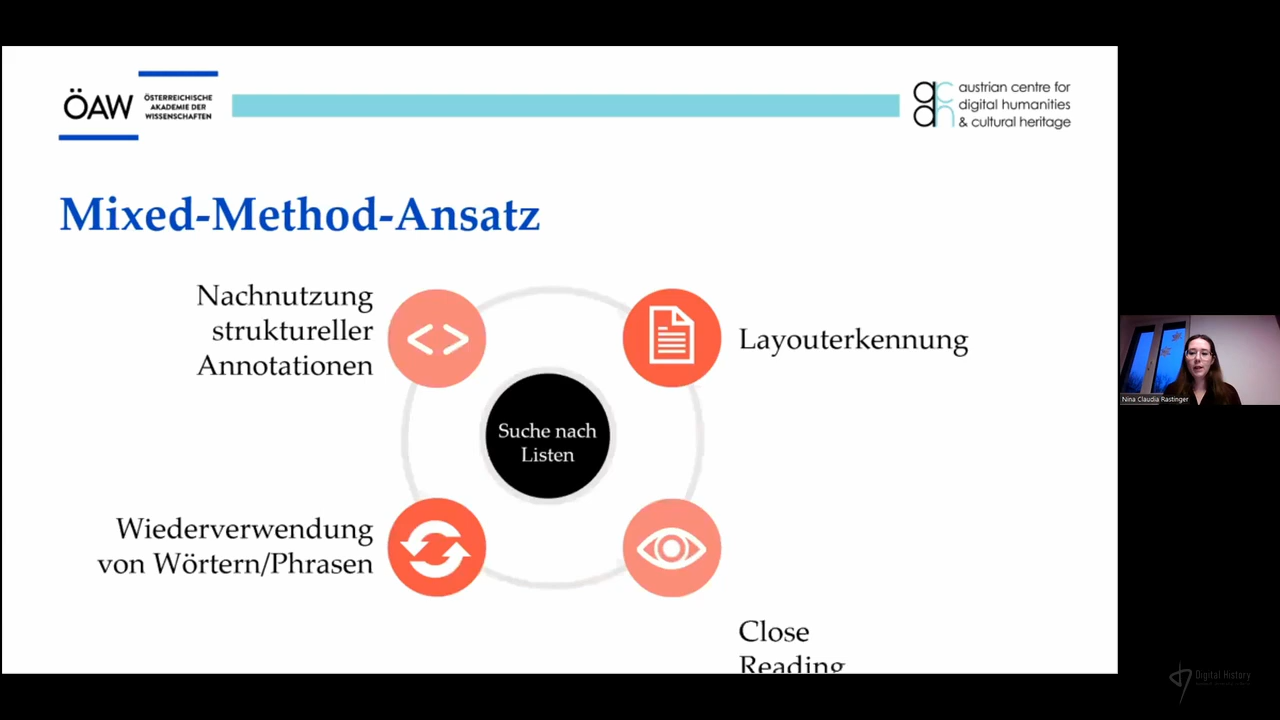 ÖAW
ÖSTERREICHISCHE
AKADEMIE DER
WISSENSCHAFTEN
acdh
austrian centre for
digital humanities
& cultural heritage
Mixed-Method-Ansatz
Nachnutzung
struktureller
Annotationen
Layouterkennung
Suche nach
Listen
Wiederverwendung
von Wörtern/Phrasen
Close
Reading
Nina Claudia Rastinger
Digital History